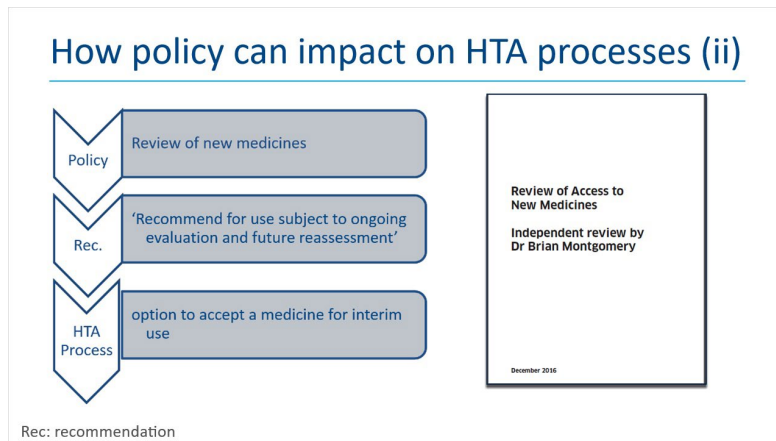 How policy can impact on HTA processes (ii)
Policy
Review of new medicines
Rec.
‘Recommend for use subject to ongoing
evaluation and future reassessment’
HTA
Process
option to accept a medicine for interim
use
Review of Access to
New Medicines
Independent review by
Dr Brian Montgomery
December 2016
Rec: recommendation